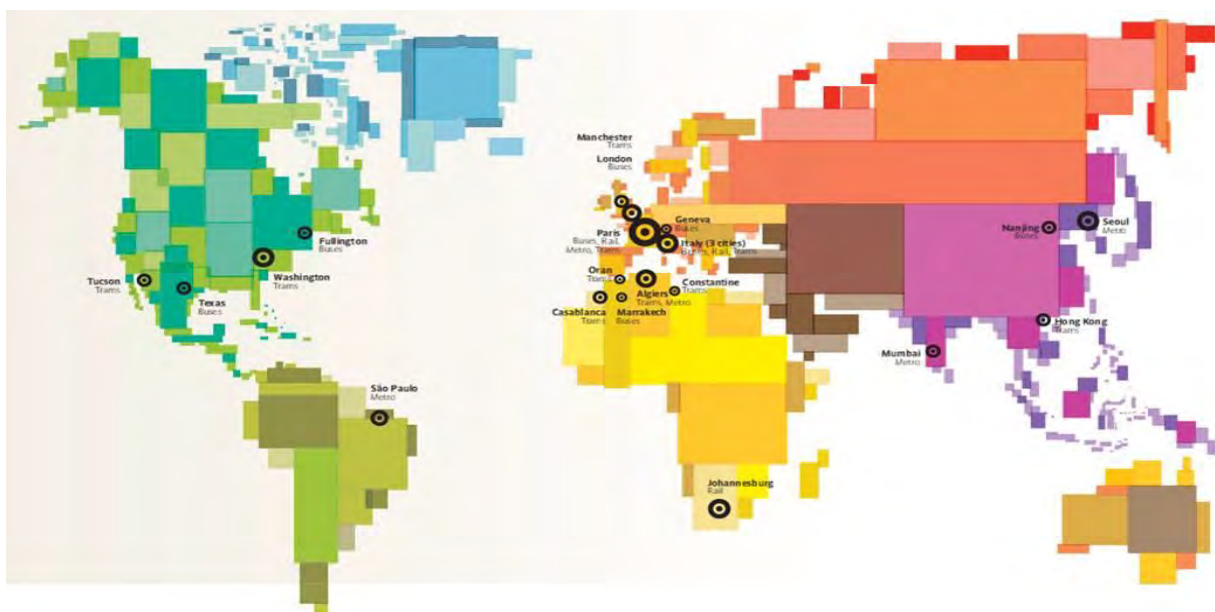 Manchester
Trams
London
Buses
Paris
Buses, Rail,
Metro, Trams
Geneva
Buses
Italy (3 cities)
Buses, Rail, Trams
Nanjing
Buses
Seoul
Metro
Fullington
Buses
Washington
Trams
Tucson
Trams
Texas
Buses
Oran
Trams
Algiers
Trams, Metro
Constantine
Trams
Casablanca
Trams
Marrakech
Buses
Hong Kong
Trams
Mumbai
Metro
São Paulo
Metro
Johannesburg
Rail